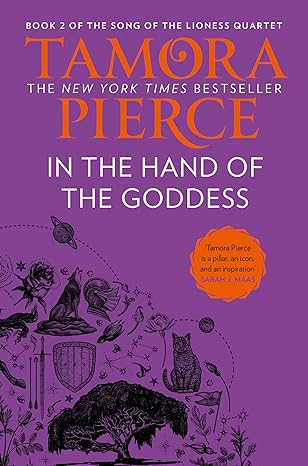 BOOK 2 OF THE SONG OF THE LIONESS QUARTET
TAMORA
THE NEW YORK TIMES BESTSELLER
PIERCE
IN THE HAND OF
THE GODDESS
'Tamora Pierce
is a pillar, an icon,
and an inspiration'
SARAH J. MAAS